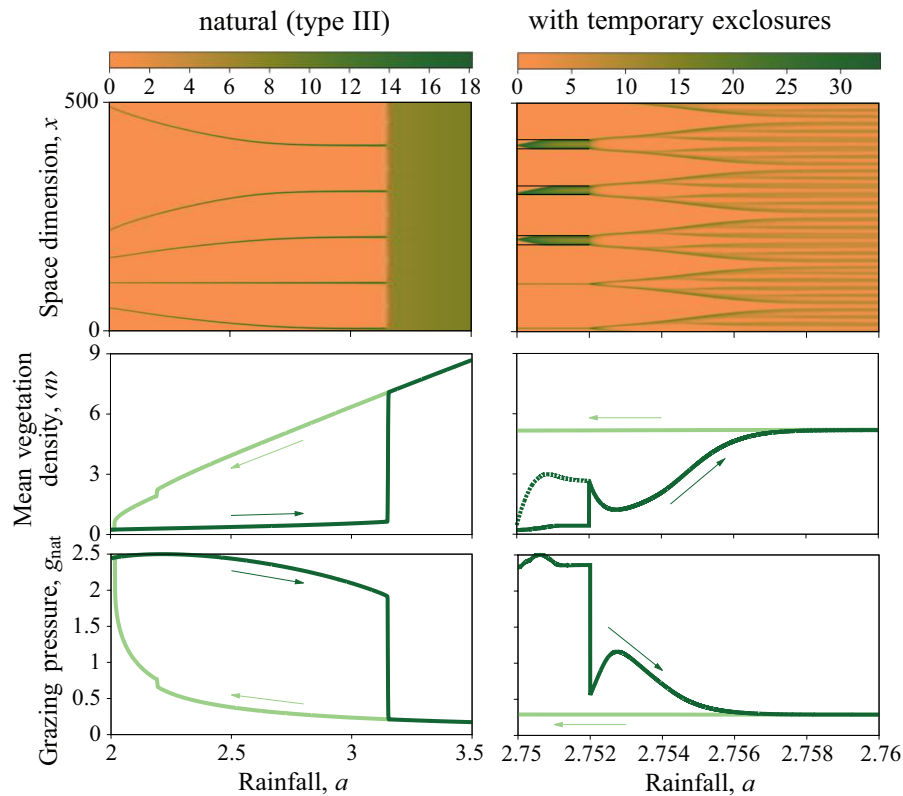 natural (type III)
with temporary exclosures
0 2 4 6 8 10 12 14 16 18
0 5 10 15 20 25 30
Space dimension, x
500
0
Mean vegetation
density, ⟨n⟩
9
6
3
0
Grazing pressure, gnat
2.5
2
1.5
1
0.5
0
2 2.5 3 3.5
2.75 2.752 2.754 2.756 2.758 2.76
Rainfall, a
Rainfall, a